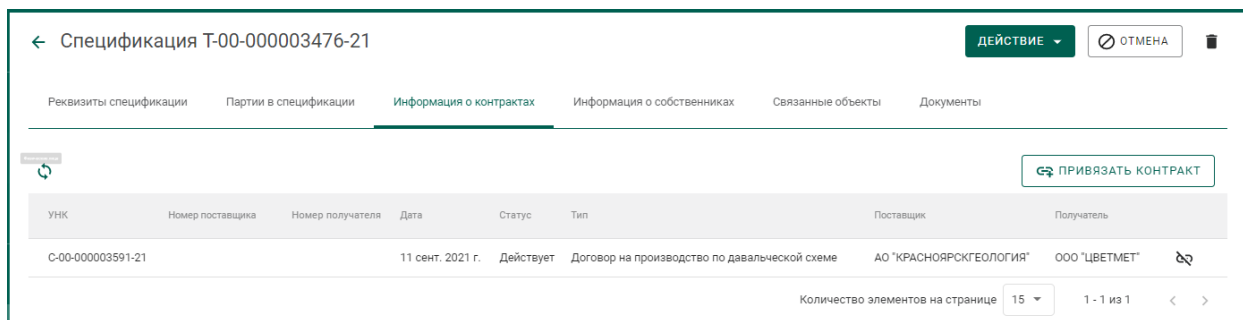 Спецификация Т-00-000003476-21
ДЕЙСТВИЕ ОТМЕНА
Реквизиты спецификации Партии в спецификации Информация о контрактах Информация о собственниках Связанные объекты Документы
ПРИВЯЗАТЬ КОНТРАКТ
УНК Номер поставщика Номер получателя Дата Статус Тип Поставщик Получатель
С-00-000003591-21 11 сент. 2021 г. Действует Договор на производство по давальческой схеме АО "КРАСНОЯРСКГЕОЛОГИЯ" ООО "ЦВЕТМЕТ"
Количество элементов на странице 15 1 - 1 из 1